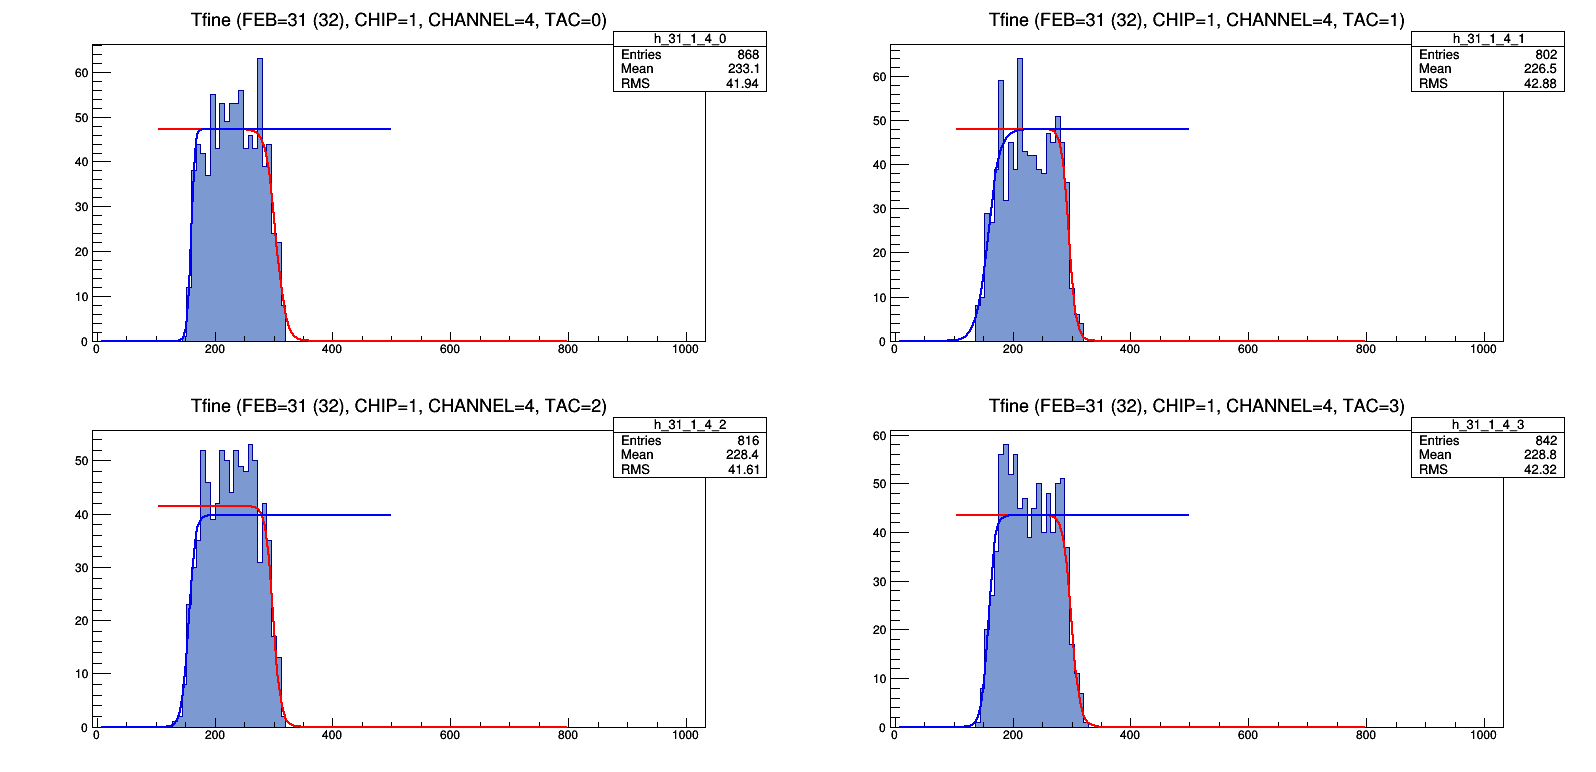 Tfine (FEB=31 (32), CHIP=1, CHANNEL=4, TAC=0)
h_31_1_4_0
Entries 868
Mean 233.1
RMS 41.94
60
50
40
30
20
10
0
0 200 400 600 800 1000
Tfine (FEB=31 (32), CHIP=1, CHANNEL=4, TAC=1)
h_31_1_4_1
Entries 802
Mean 226.5
RMS 42.88
60
50
40
30
20
10
0
0 200 400 600 800 1000
Tfine (FEB=31 (32), CHIP=1, CHANNEL=4, TAC=2)
h_31_1_4_2
Entries 816
Mean 228.4
RMS 41.61
50
40
30
20
10
0
0 200 400 600 800 1000
Tfine (FEB=31 (32), CHIP=1, CHANNEL=4, TAC=3)
h_31_1_4_3
Entries 842
Mean 228.8
RMS 42.32
60
50
40
30
20
10
0
0 200 400 600 800 1000